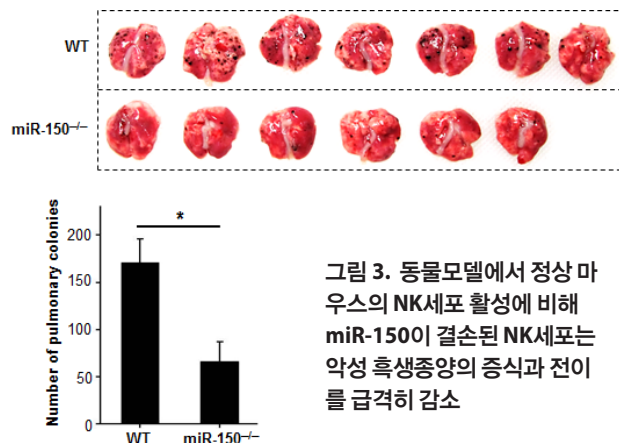 WT
miR-150⁻/⁻
Number of pulmonary colonies
200
150
100
50
0
*
WT
miR-150⁻/⁻
그림 3. 동물모델에서 정상 마
우스의 NK세포 활성에 비해
miR-150이 결손된 NK세포는
악성 흑생종양의 증식과 전이
를 급격히 감소